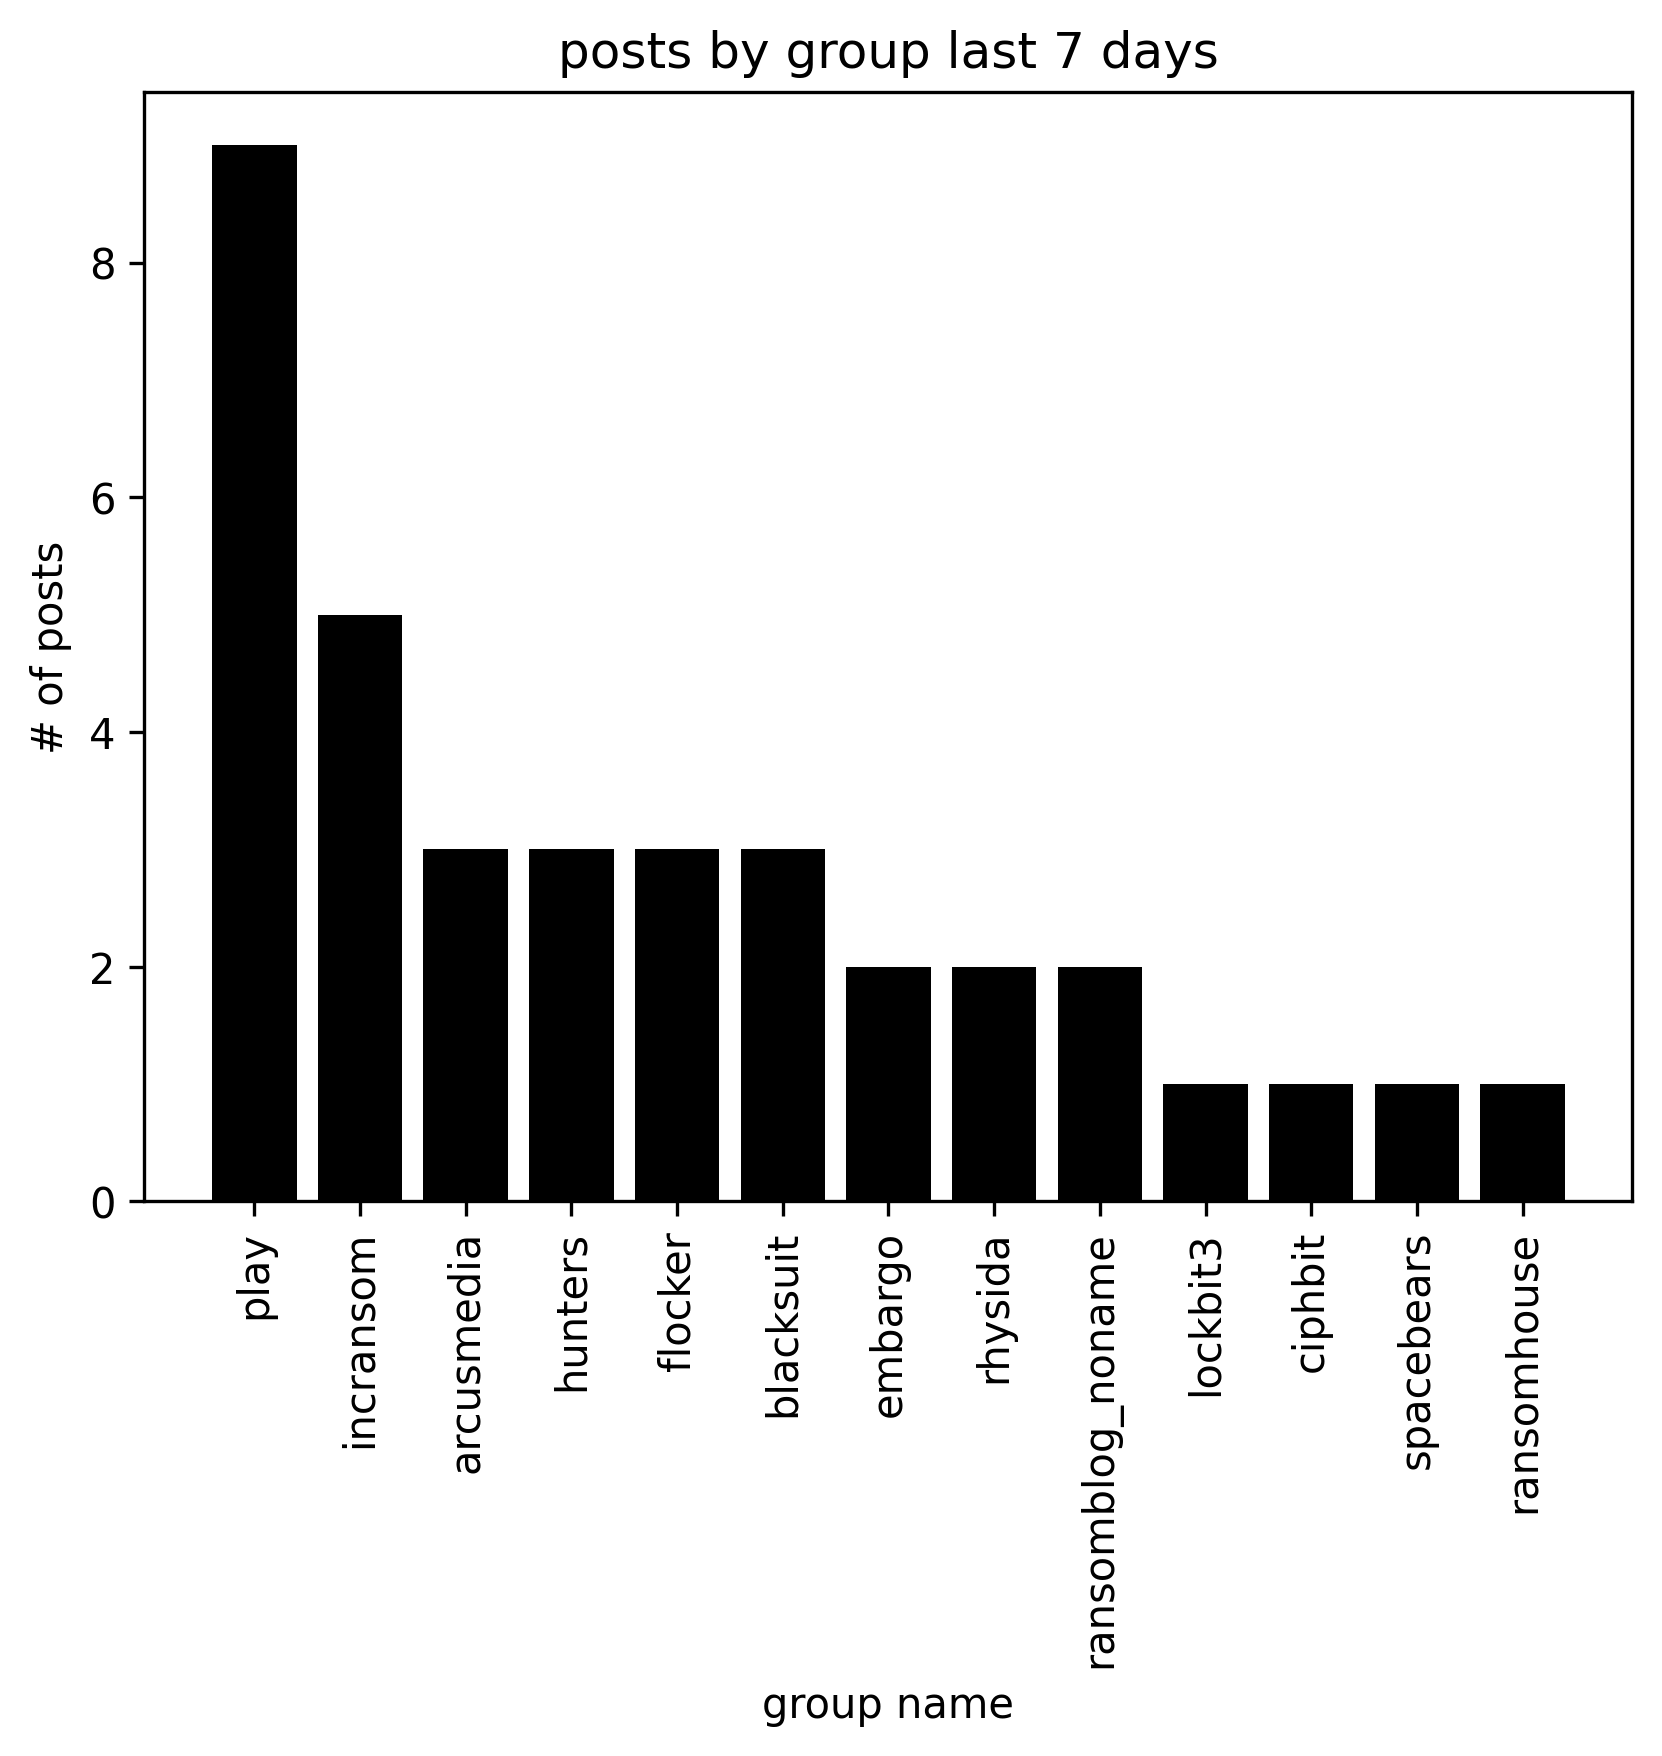 posts by group last 7 days
# of posts
8
6
4
2
0
play
incransom
arcusmedia
hunters
flocker
blacksuit
embargo
rhysida
ransomblog_noname
lockbit3
ciphbit
spacebears
ransomhouse
group name